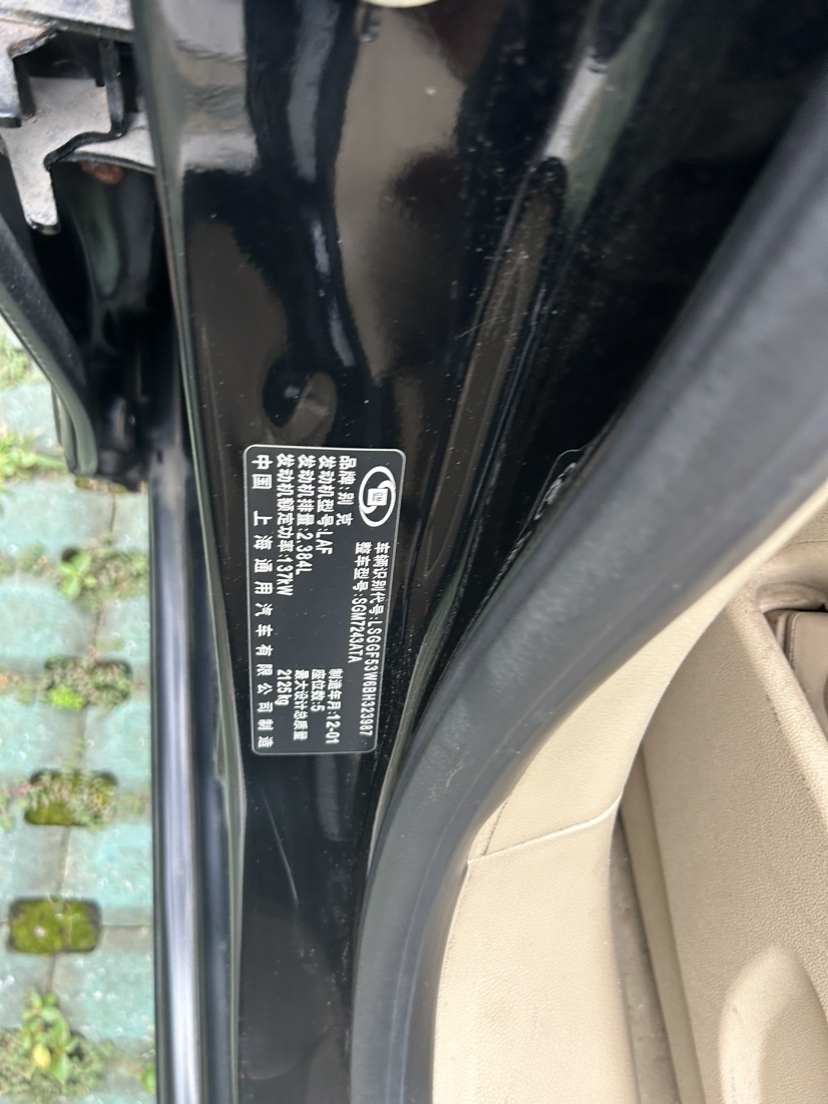 品牌:别克
车辆识别代号:LSGGF53W6BH323987
整车型号:SGM7243ATA
发动机型号:LAF
制造年月:12-01
发动机排量:2.384L
座位数:5
发动机额定功率:137kW
最大设计总质量
2125kg
中国 上海通用汽车有限公司制造